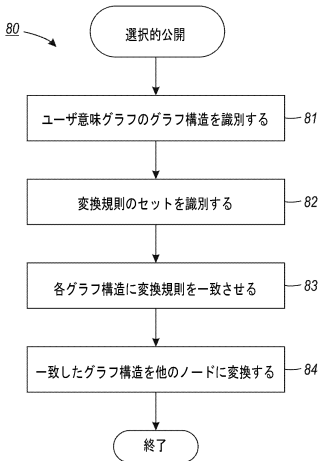 80
選択的公開
ユーザ意味グラフのグラフ構造を識別する
81
変換規則のセットを識別する
82
各グラフ構造に変換規則を一致させる
83
一致したグラフ構造を他のノードに変換する
84
終了